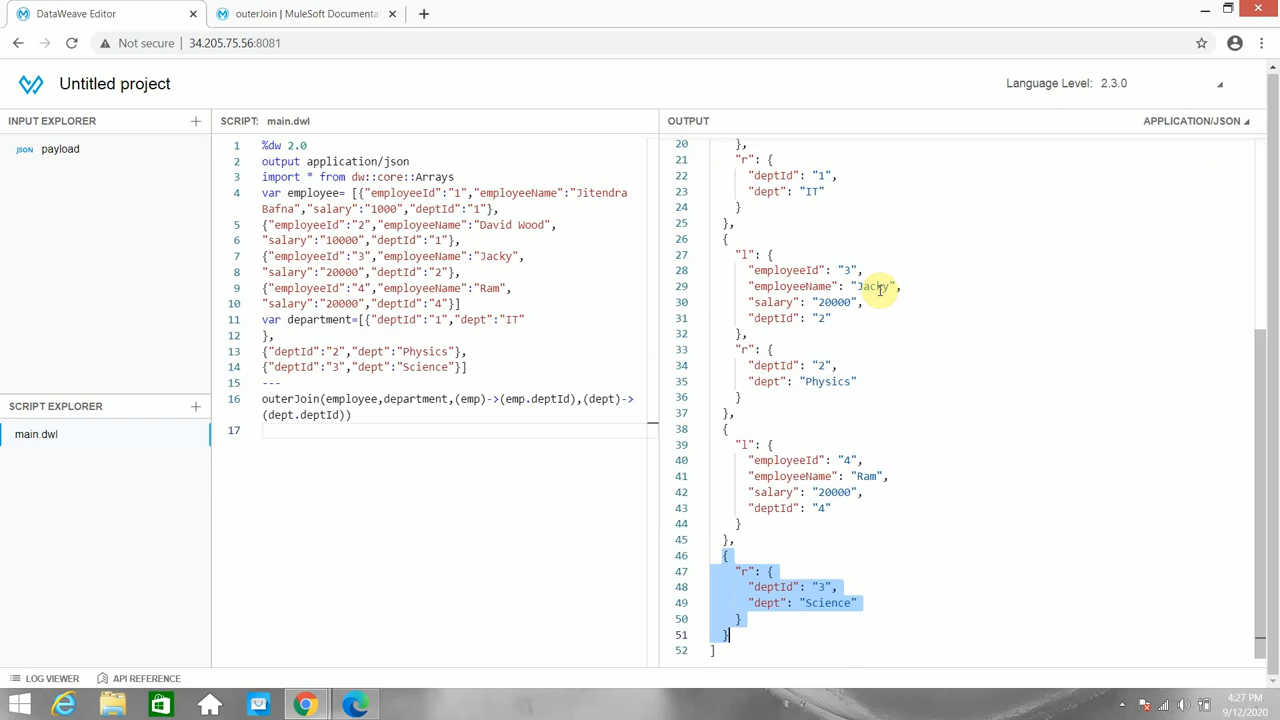 DataWeave Editor
outerJoin | MuleSoft Documenta
Not secure | 34.205.75.56:8081
Untitled project
Language Level: 2.3.0
INPUT EXPLORER
JSON payload
SCRIPT EXPLORER
main.dwl
SCRIPT: main.dwl
1 %dw 2.0
2 output application/json
3 import * from dw::core::Arrays
4 var employee= [{"employeeId":"1","employeeName":"Jitendra
Bafna","salary":"1000","deptId":"1"},
5 {"employeeId":"2","employeeName":"David Wood",
6 "salary":"10000","deptId":"1"},
7 {"employeeId":"3","employeeName":"Jacky",
8 "salary":"20000","deptId":"2"},
9 {"employeeId":"4","employeeName":"Ram",
10 "salary":"20000","deptId":"4"}]
11 var department=[{"deptId":"1","dept":"IT"
12 },
13 {"deptId":"2","dept":"Physics"},
14 {"deptId":"3","dept":"Science"}]
15 ---
16 outerJoin(employee,department,(emp)->(emp.deptId),(dept)->
(dept.deptId))
17
OUTPUT
APPLICATION/JSON
20 },
21 "r": {
22 "deptId": "1",
23 "dept": "IT"
24 }
25 },
26 {
27 "l": {
28 "employeeId": "3",
29 "employeeName": "Jacky",
30 "salary": "20000",
31 "deptId": "2"
32 },
33 "r": {
34 "deptId": "2",
35 "dept": "Physics"
36 }
37 },
38 {
39 "l": {
40 "employeeId": "4",
41 "employeeName": "Ram",
42 "salary": "20000",
43 "deptId": "4"
44 }
45 },
46 {
47 "r": {
48 "deptId": "3",
49 "dept": "Science"
50 }
51 }
52 ]
LOG VIEWER
API REFERENCE
4:27 PM
9/12/2020